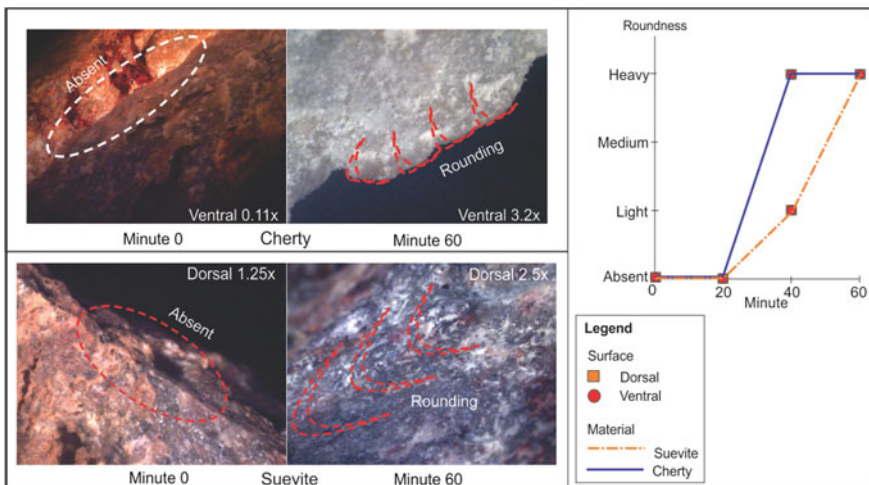 Absent
Ventral 0.11x
Rounding
Ventral 3.2x
Minute 0
Cherty
Minute 60
Dorsal 1.25x
Absent
Dorsal 2.5x
Rounding
Minute 0
Suevite
Minute 60
Roundness
Heavy
Medium
Light
Absent
0
20
40
60
Minute
Legend
Surface
Dorsal
Ventral
Material
Suevite
Cherty